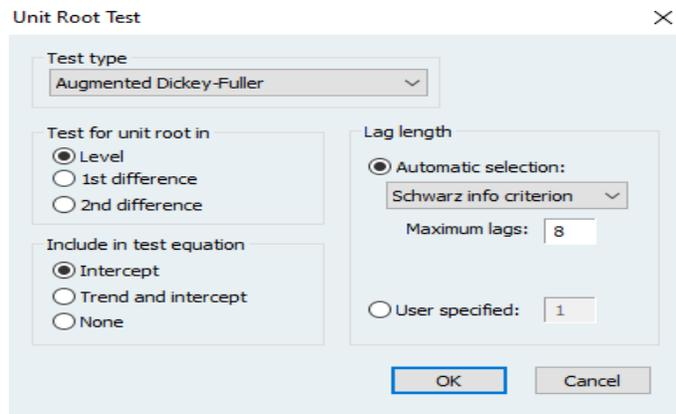 Unit Root Test
Test type
Augmented Dickey-Fuller
Test for unit root in
Level
1st difference
2nd difference
Include in test equation
Intercept
Trend and intercept
None
Lag length
Automatic selection:
Schwarz info criterion
Maximum lags: 8
User specified: 1
OK Cancel